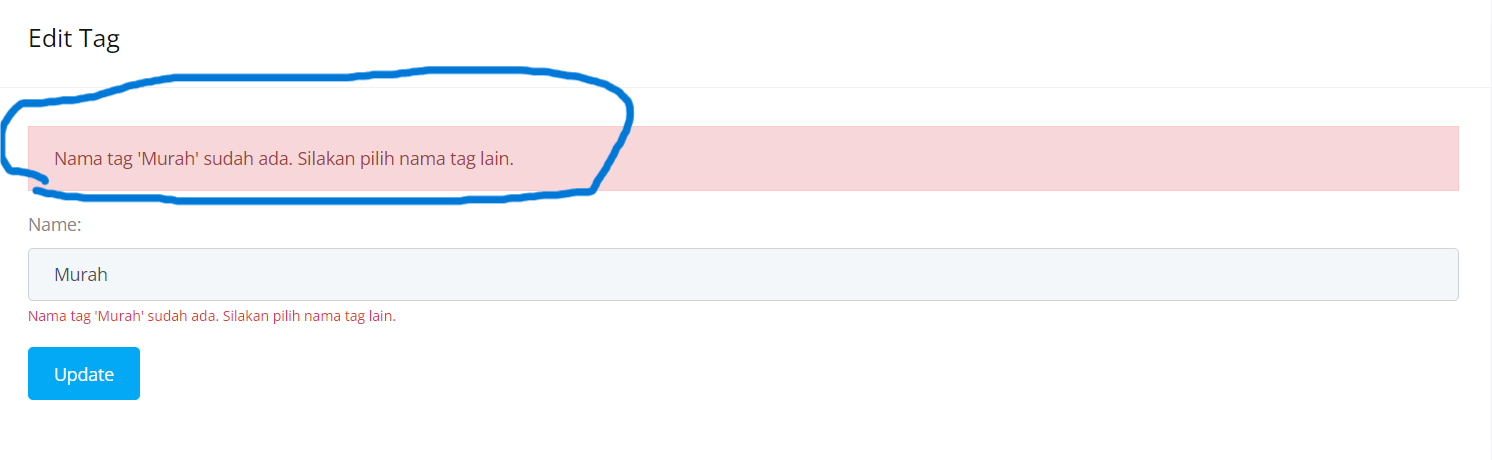 Edit Tag
Nama tag 'Murah' sudah ada. Silakan pilih nama tag lain.
Name:
Murah
Nama tag 'Murah' sudah ada. Silakan pilih nama tag lain.
Update